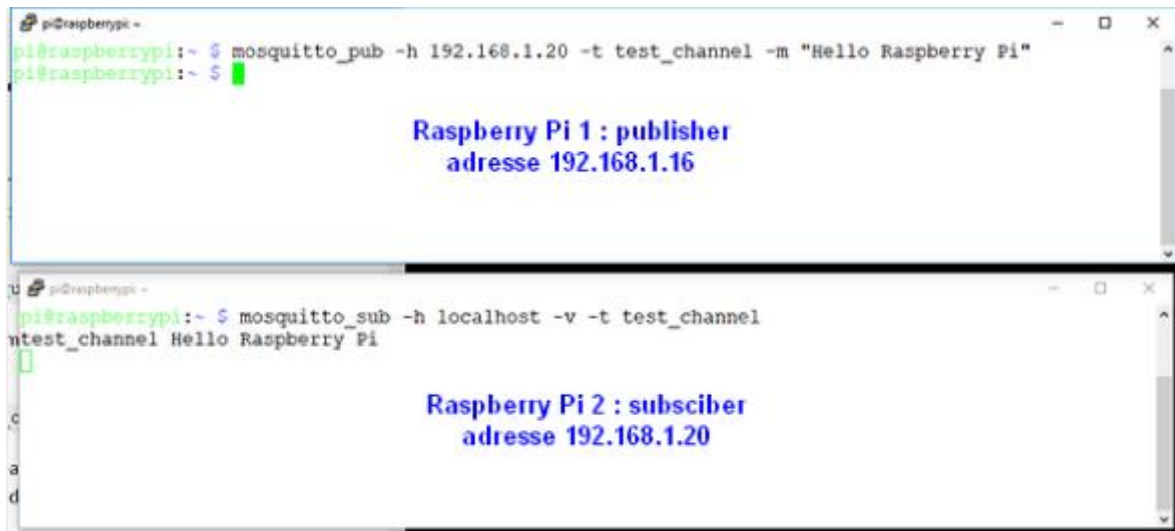 pi@raspberrypi: ~
pi@raspberrypi:~ $ mosquitto_pub -h 192.168.1.20 -t test_channel -m "Hello Raspberry Pi"
pi@raspberrypi:~ $
Raspberry Pi 1 : publisher
adresse 192.168.1.16
pi@raspberrypi: ~
pi@raspberrypi:~ $ mosquitto_sub -h localhost -v -t test_channel
test_channel Hello Raspberry Pi
Raspberry Pi 2 : subsciber
adresse 192.168.1.20